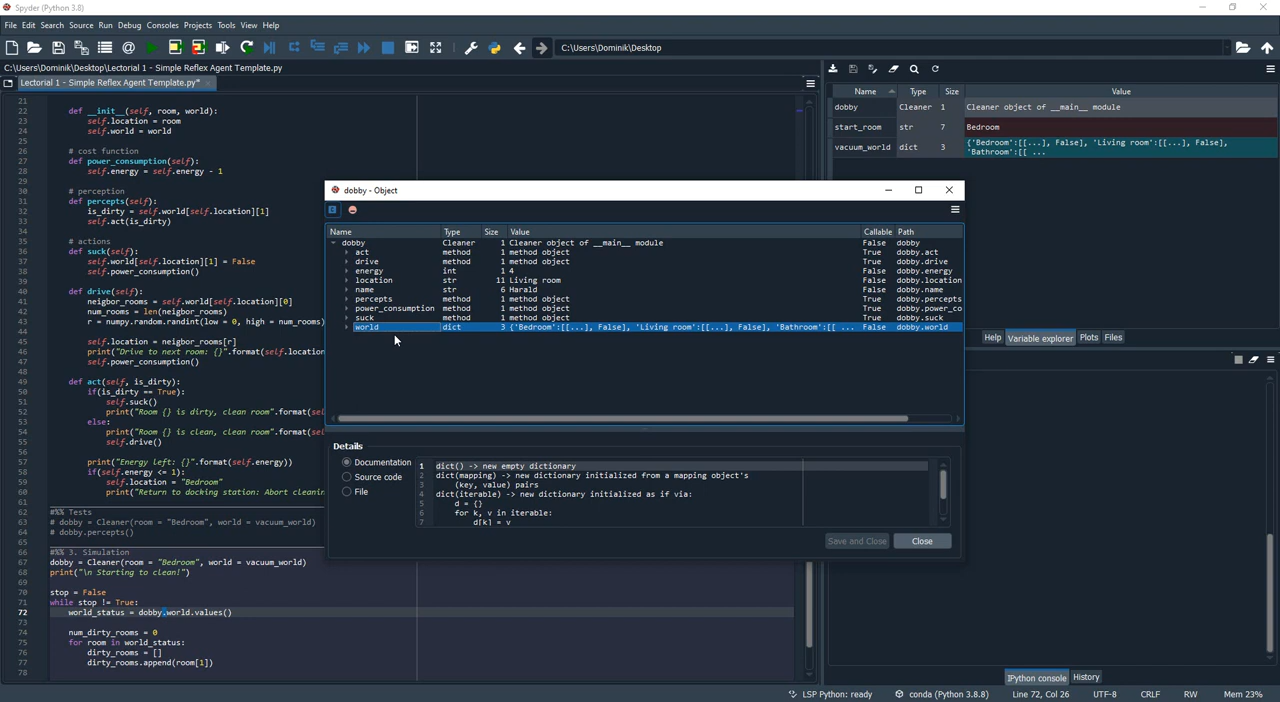 Spyder (Python 3.8)
File Edit Search Source Run Debug Consoles Projects Tools View Help
C:\Users\Dominik\Desktop
C:\Users\Dominik\Desktop\Lectorial 1 - Simple Reflex Agent Template.py
Lectorial 1 - Simple Reflex Agent Template.py*
21
22 def __init__(self, room, world):
23 self.location = room
24 self.world = world
25
26 # cost function
27 def power_consumption(self):
28 self.energy = self.energy - 1
29
30 # perception
31 def percepts(self):
32 is_dirty = self.world[self.location][1]
33 self.act(is_dirty)
34
35 # actions
36 def suck(self):
37 self.world[self.location][1] = False
38 self.power_consumption()
39
40 def drive(self):
41 neigbor_rooms = self.world[self.location][0]
42 num_rooms = len(neigbor_rooms)
43 r = numpy.random.randint(low = 0, high = num_rooms)
44
45 self.location = neigbor_rooms[r]
46 print("Drive to next room: {}".format(self.location
47 self.power_consumption()
48
49 def act(self, is_dirty):
50 if(is_dirty == True):
51 self.suck()
52 print("Room {} is dirty, clean room".format(sel
53 else:
54 print("Room {} is clean, clean room".format(sel
55 self.drive()
56
57 print("Energy left: {}".format(self.energy))
58 if(self.energy <= 1):
59 self.location = "Bedroom"
60 print("Return to docking station: Abort cleanin
61
62 #%% Tests
63 # dobby = Cleaner(room = "Bedroom", world = vacuum_world)
64 # dobby.percepts()
65
66 #%% 3. Simulation
67 dobby = Cleaner(room = "Bedroom", world = vacuum_world)
68 print("\n Starting to clean!")
69
70 stop = False
71 while stop != True:
72 world_status = dobby.world.values()
73
74 num_dirty_rooms = 0
75 for room in world_status:
76 dirty_rooms = []
77 dirty_rooms.append(room[1])
78
Name Type Size Value
dobby Cleaner 1 Cleaner object of __main__ module
start_room str 7 Bedroom
vacuum_world dict 3 {'Bedroom':[[...], False], 'Living room':[[...], False],
'Bathroom':[[ ...
dobby - Object
Name Type Size Value Callable Path
dobby Cleaner 1 Cleaner object of __main__ module False dobby
act method 1 method object True dobby.act
drive method 1 method object True dobby.drive
energy int 1 4 False dobby.energy
location str 11 Living room False dobby.location
name str 6 Harald False dobby.name
percepts method 1 method object True dobby.percepts
power_consumption method 1 method object True dobby.power_co
suck method 1 method object True dobby.suck
world dict 3 {'Bedroom':[[...], False], 'Living room':[[...], False], 'Bathroom':[[ ... False dobby.world
Details
Documentation
Source code
File
1 dict() -> new empty dictionary
2 dict(mapping) -> new dictionary initialized from a mapping object's
3 (key, value) pairs
4 dict(iterable) -> new dictionary initialized as if via:
5 d = {}
6 for k, v in iterable:
7 d[k] = v
Save and Close Close
Help Variable explorer Plots Files
IPython console History
LSP Python: ready conda (Python 3.8.8) Line 72, Col 26 UTF-8 CRLF RW Mem 23%